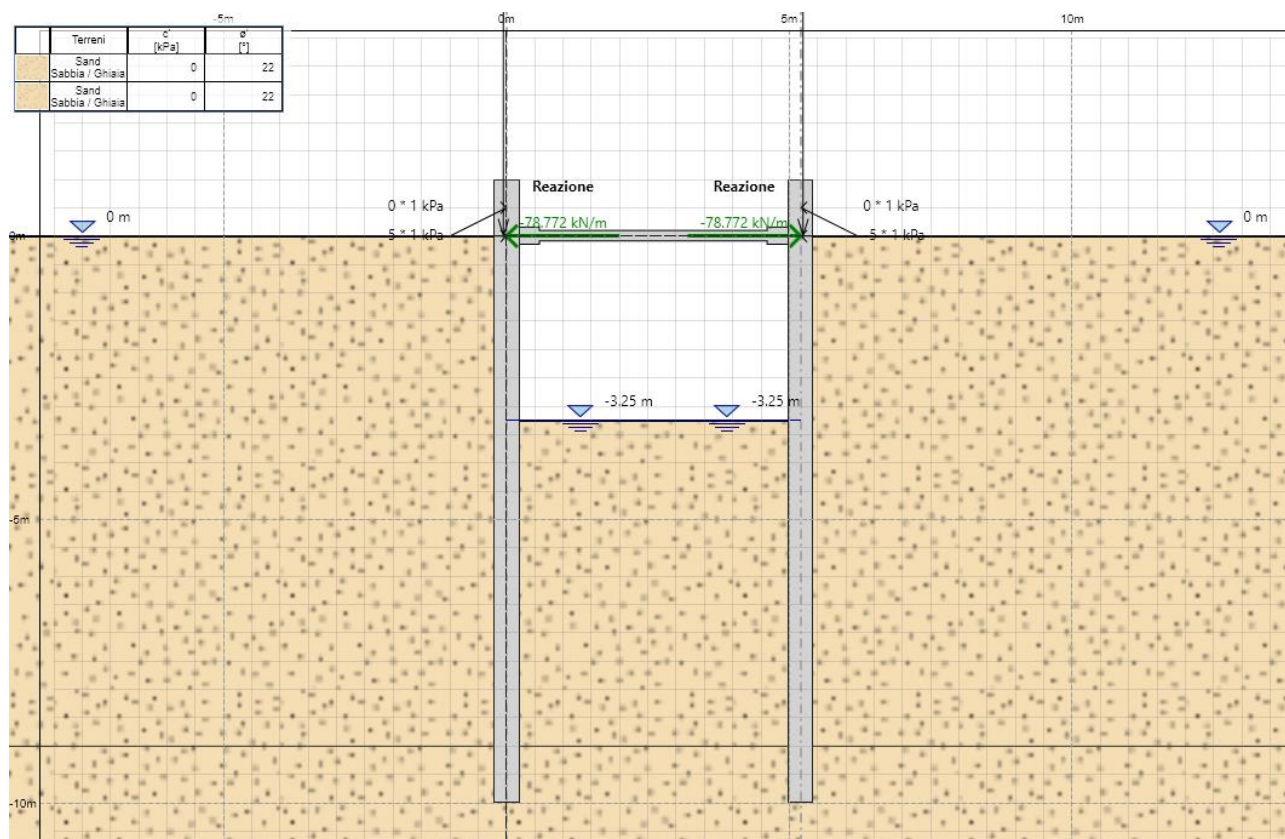 -5m 0m 5m 10m
Terreni c' ø'
[kPa] [°]
Sand
Sabbia / Ghiaia 0 22
Sand
Sabbia / Ghiaia 0 22
Reazione Reazione
0 * 1 kPa 0 * 1 kPa
0 m -78.772 kN/m -78.772 kN/m 0 m
0m 5 * 1 kPa 5 * 1 kPa
-3.25 m -3.25 m
-5m
-10m